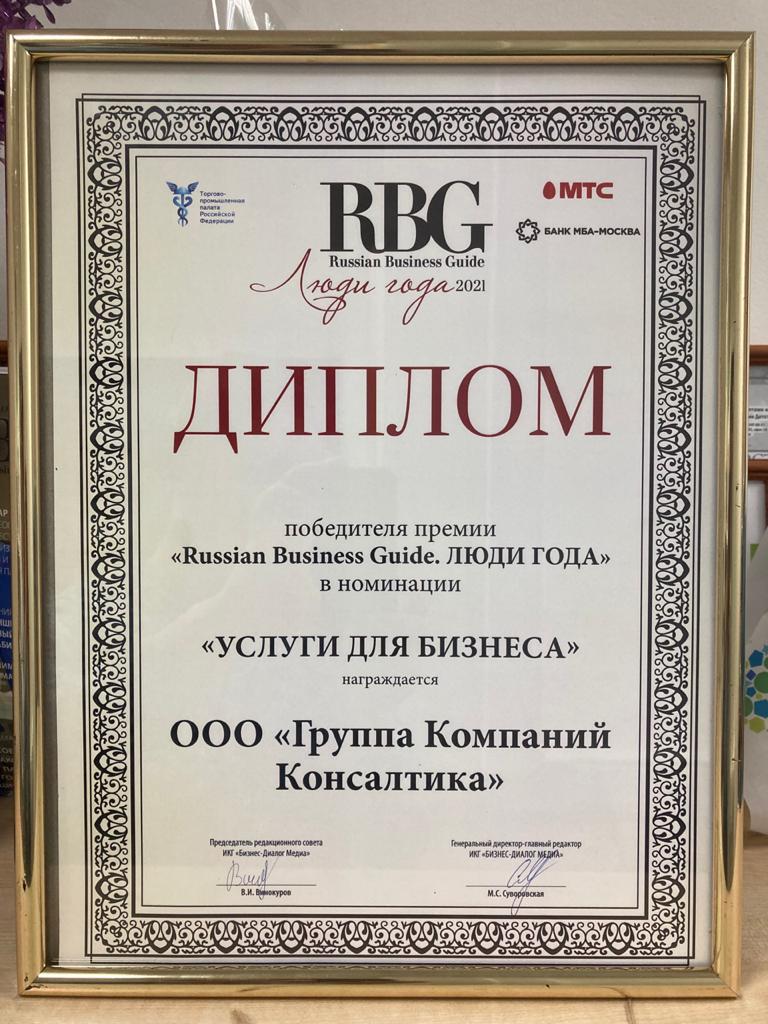 Торгово-
промышленная
палата
Российской
Федерации
RBG
Russian Business Guide
Люди года 2021
МТС
БАНК МБА-МОСКВА
ДИПЛОМ
победителя премии
«Russian Business Guide. ЛЮДИ ГОДА»
в номинации
«УСЛУГИ ДЛЯ БИЗНЕСА»
награждается
ООО «Группа Компаний
Консалтика»
Председатель редакционного совета
ИКГ «Бизнес-Диалог Медиа»
В.И. Винокуров
Генеральный директор-главный редактор
ИКГ «БИЗНЕС-ДИАЛОГ МЕДИА»
М.С. Суворовская